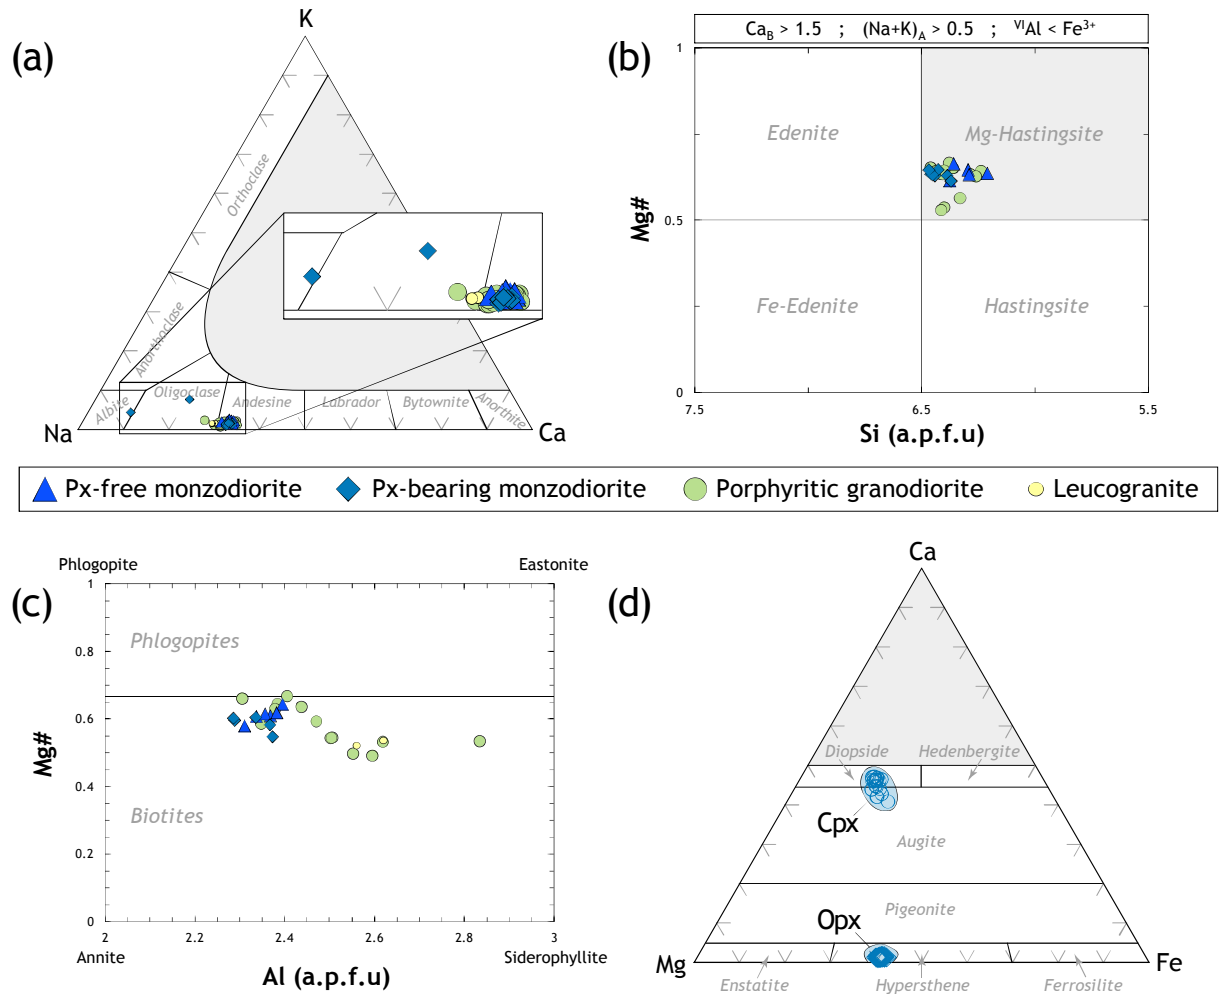 (a)
K
Orthoclase
Anorthoclase
Albite
Oligoclase
Andesine
Labrador
Bytownite
Anorthite
Na
Ca
(b)
Ca_B > 1.5 ; (Na+K)_A > 0.5 ; ^VI Al < Fe³⁺
1
Edenite
Mg-Hastingsite
Mg#
0.5
Fe-Edenite
Hastingsite
0
7.5
6.5
5.5
Si (a.p.f.u)
Px-free monzodiorite
Px-bearing monzodiorite
Porphyritic granodiorite
Leucogranite
(c)
Phlogopite
Eastonite
1
Phlogopites
0.8
0.6
Mg#
0.4
Biotites
0.2
0
2
2.2
2.4
2.6
2.8
3
Annite
Siderophyllite
Al (a.p.f.u)
(d)
Ca
Diopside
Hedenbergite
Cpx
Augite
Pigeonite
Opx
Mg
Fe
Enstatite
Hypersthene
Ferrosilite